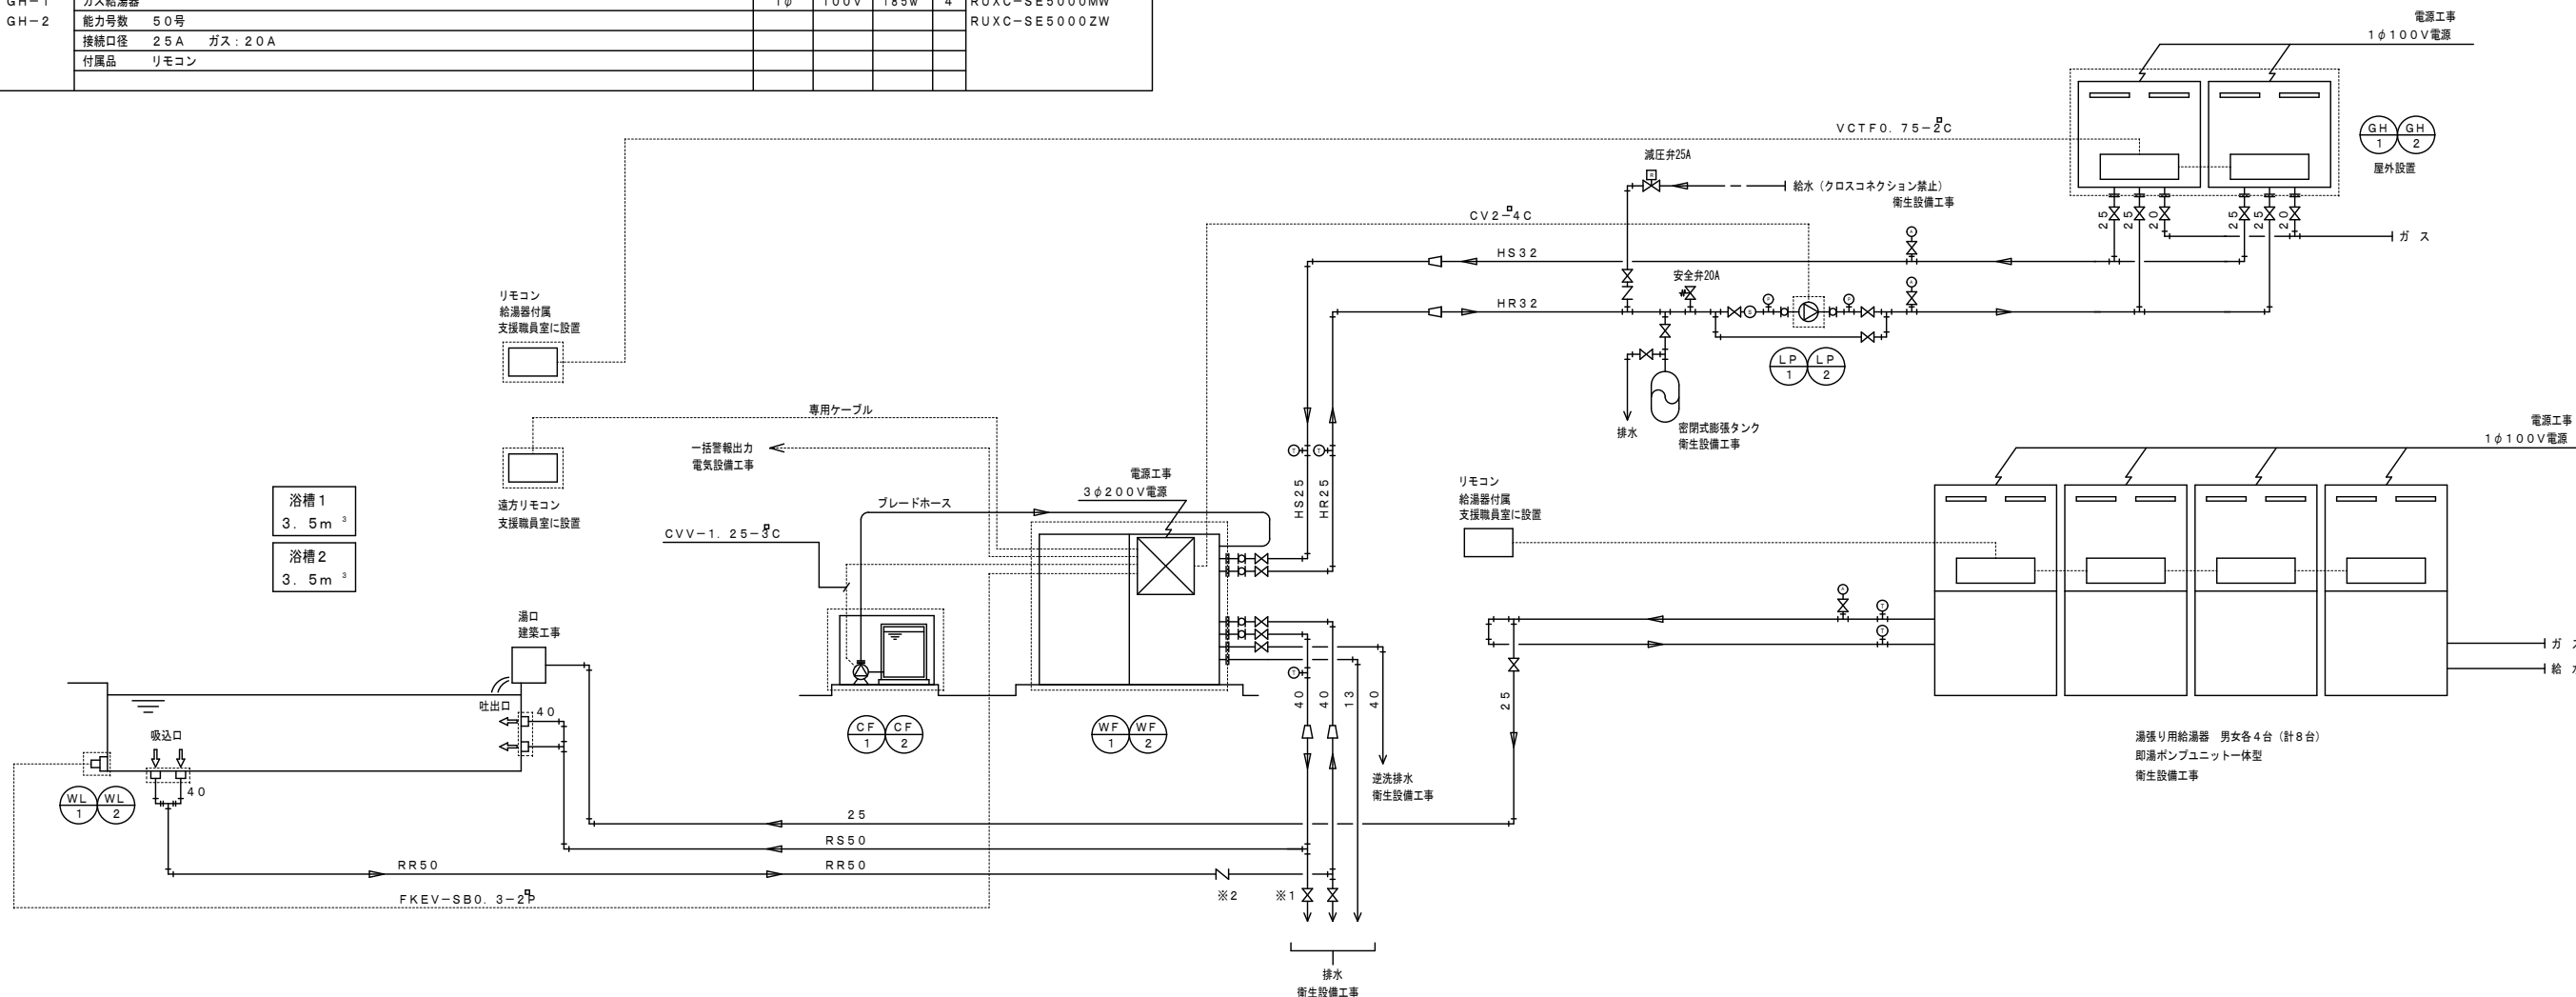 GH-1 ガス給湯器 1φ 100V 185W 4 RUXC-SE5000MW
GH-2 能力号数 50号 RUXC-SE5000ZW
接続口径 25A ガス:20A
付属品 リモコン
電源工事
1φ100V電源
VCTF0.75-2C
GH 1
GH 2
屋外設置
減圧弁25A
給水(クロスコネクション禁止)
衛生設備工事
CV2-4C
25
25
20
25
25
20
ガス
HS32
安全弁20A
HR32
リモコン
給湯器付属
支援職員室に設置
LP 1
LP 2
排水
密閉式膨張タンク
衛生設備工事
専用ケーブル
一括警報出力
電気設備工事
遠方リモコン
支援職員室に設置
浴槽1
3.5m³
浴槽2
3.5m³
電源工事
3φ200V電源
ブレードホース
CVV-1.25-3C
HS25
HR25
リモコン
給湯器付属
支援職員室に設置
電源工事
1φ100V電源
湯口
建築工事
吐出口
40
吸込口
40
WL 1
WL 2
CF 1
CF 2
WF 1
WF 2
40
40
13
40
25
ガ
給
逆洗排水
衛生設備工事
湯張り用給湯器 男女各4台(計8台)
即湯ポンプユニット一体型
衛生設備工事
25
RS50
RR50
RR50
FKEV-SB0.3-2P
※2
※1
排水
衛生設備工事